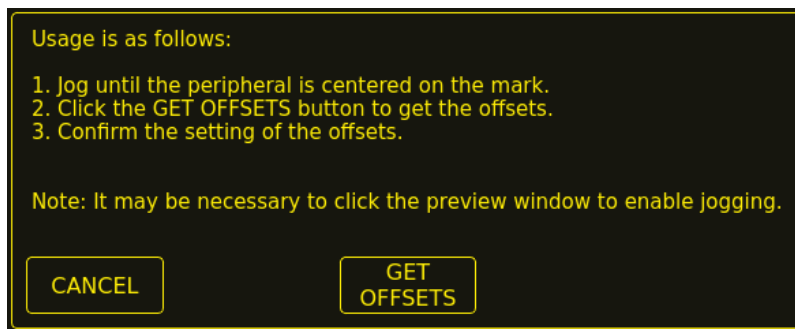 Usage is as follows:
1. Jog until the peripheral is centered on the mark.
2. Click the GET OFFSETS button to get the offsets.
3. Confirm the setting of the offsets.
Note: It may be necessary to click the preview window to enable jogging.
CANCEL
GET
OFFSETS